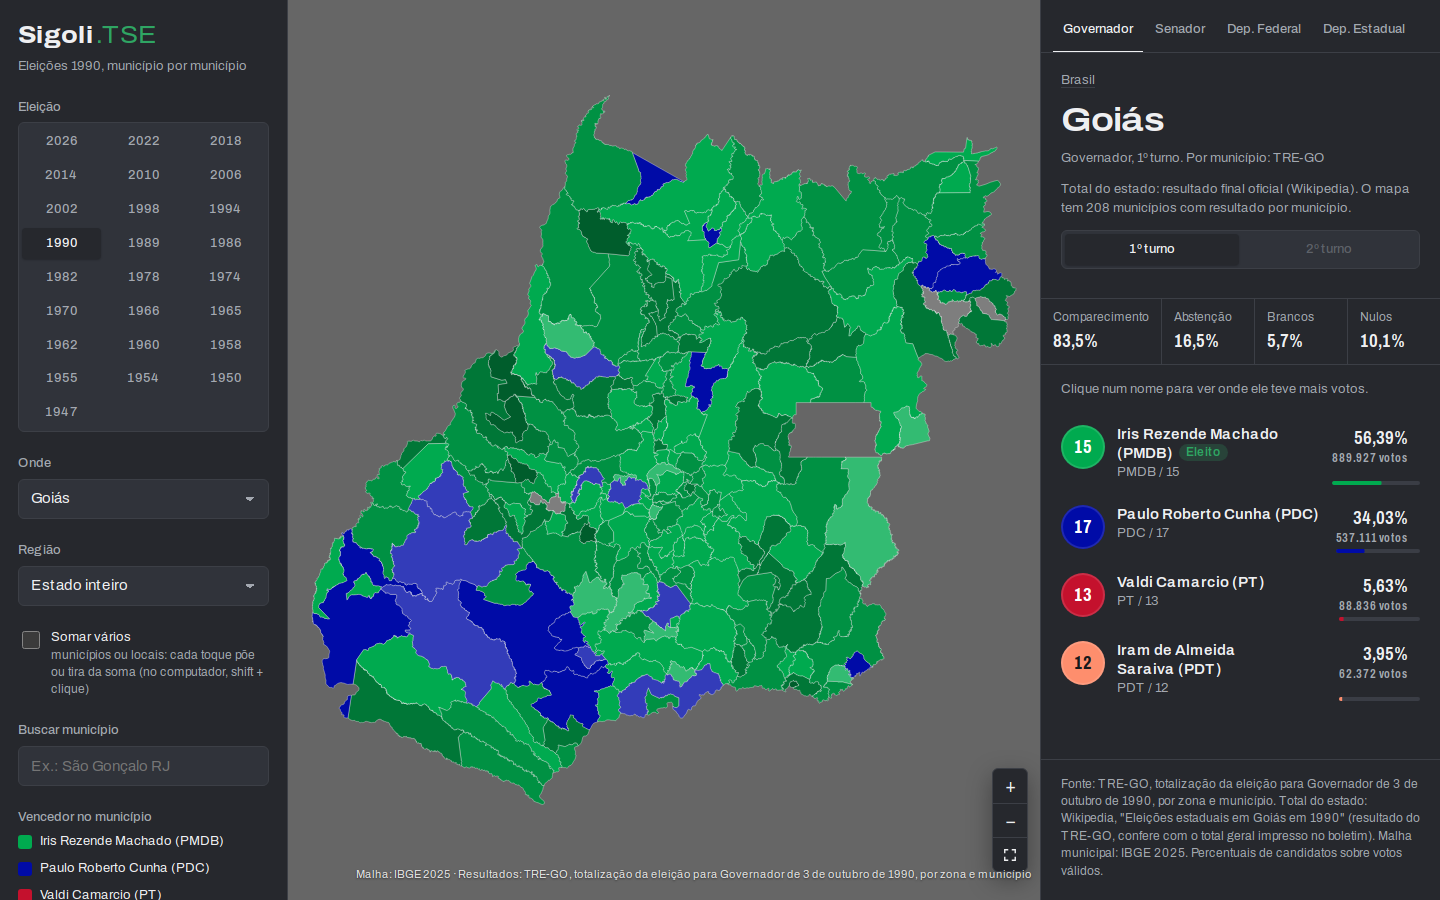 Sigoli.TSE
Eleições 1990, município por município
Eleição
2026 2022 2018
2014 2010 2006
2002 1998 1994
1990 1989 1986
1982 1978 1974
1970 1966 1965
1962 1960 1958
1955 1954 1950
1947
Onde
Goiás
Região
Estado inteiro
Somar vários
municípios ou locais: cada toque põe
ou tira da soma (no computador, shift +
clique)
Buscar município
Ex.: São Gonçalo RJ
Vencedor no município
Iris Rezende Machado (PMDB)
Paulo Roberto Cunha (PDC)
Valdi Camarcio (PT)
+
−
Malha: IBGE 2025 · Resultados: TRE-GO, totalização da eleição para Governador de 3 de outubro de 1990, por zona e município
Governador Senador Dep. Federal Dep. Estadual
Brasil
Goiás
Governador, 1º turno. Por município: TRE-GO
Total do estado: resultado final oficial (Wikipedia). O mapa
tem 208 municípios com resultado por município.
1º turno 2º turno
Comparecimento Abstenção Brancos Nulos
83,5% 16,5% 5,7% 10,1%
Clique num nome para ver onde ele teve mais votos.
15 Iris Rezende Machado (PMDB) Eleito
PMDB / 15
56,39%
889.927 votos
17 Paulo Roberto Cunha (PDC)
PDC / 17
34,03%
537.111 votos
13 Valdi Camarcio (PT)
PT / 13
5,63%
88.836 votos
12 Iram de Almeida Saraiva (PDT)
PDT / 12
3,95%
62.372 votos
Fonte: TRE-GO, totalização da eleição para Governador de 3 de
outubro de 1990, por zona e município. Total do estado:
Wikipedia, "Eleições estaduais em Goiás em 1990" (resultado do
TRE-GO, confere com o total geral impresso no boletim). Malha
municipal: IBGE 2025. Percentuais de candidatos sobre votos
válidos.